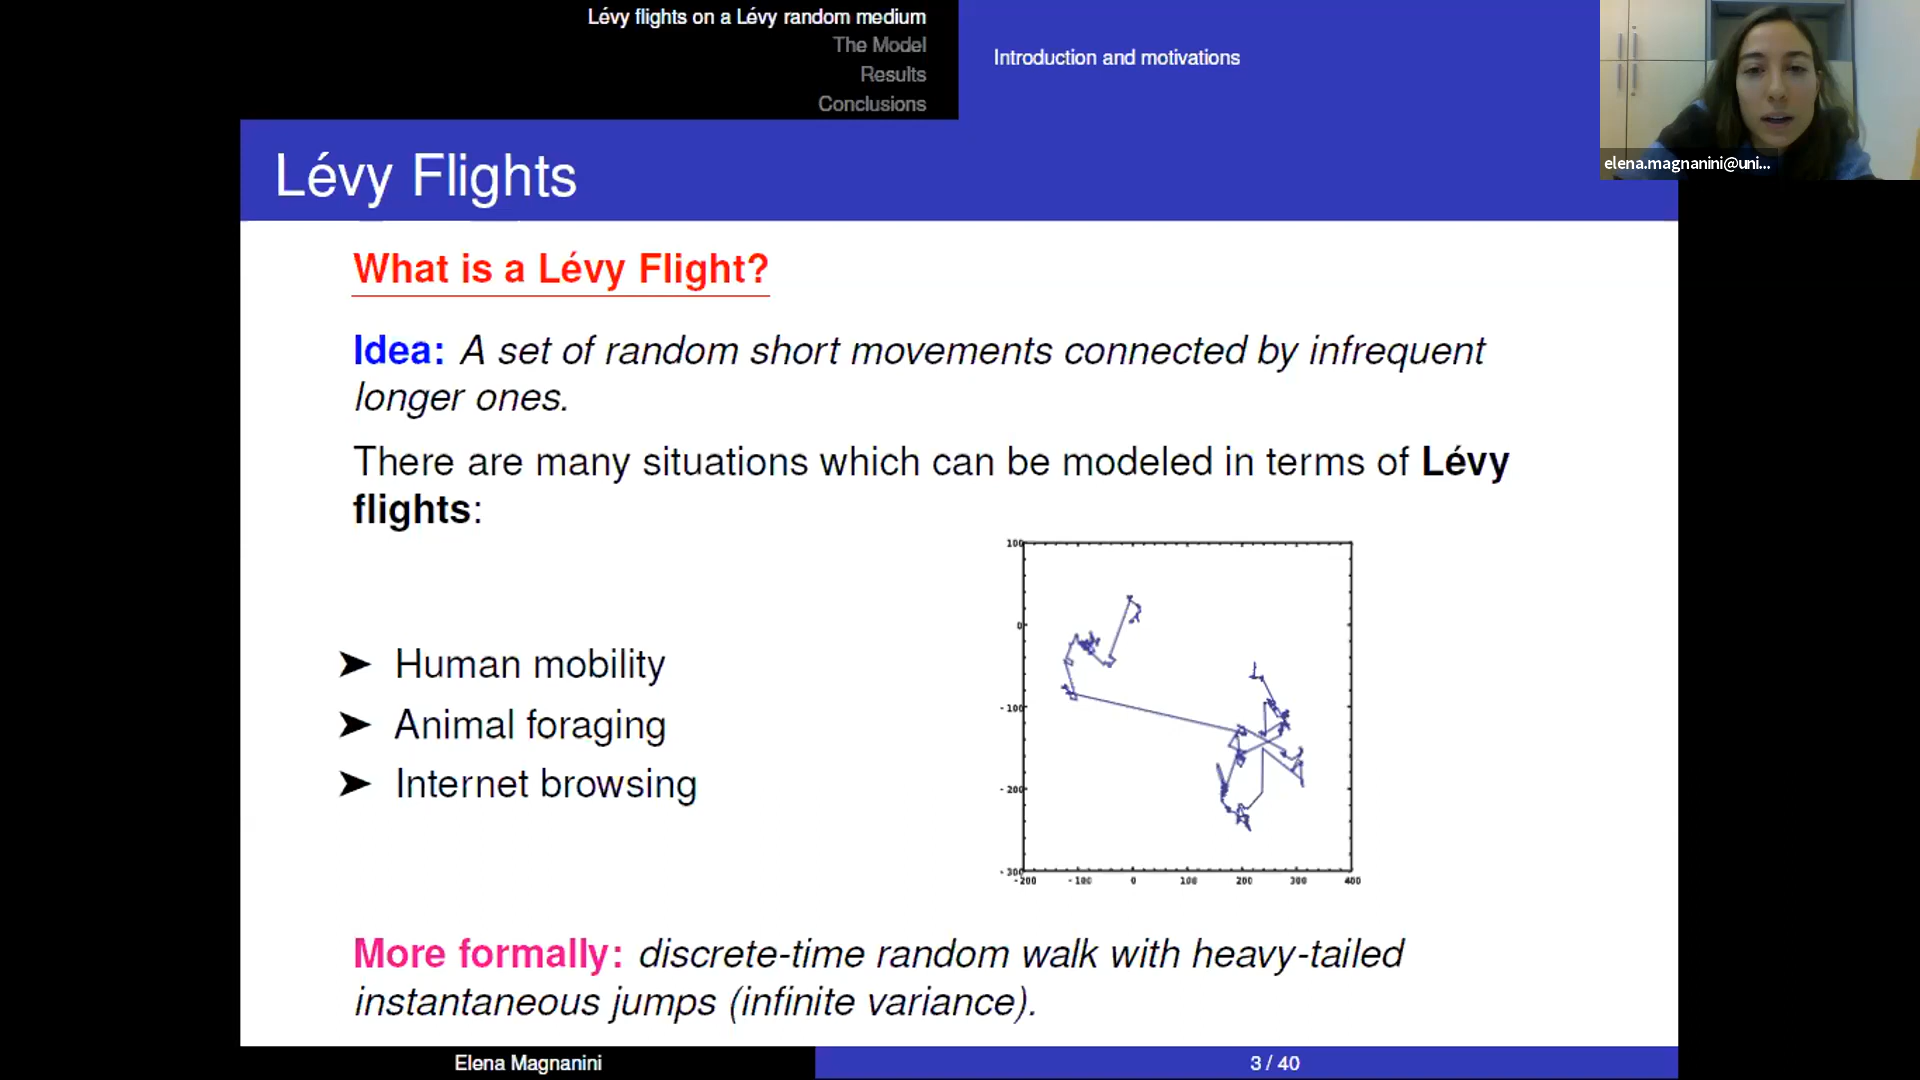 Lévy flights on a Lévy random medium
The Model
Results
Conclusions
Introduction and motivations
elena.magnanini@uni...
Lévy Flights
What is a Lévy Flight?
Idea: A set of random short movements connected by infrequent
longer ones.
There are many situations which can be modeled in terms of Lévy
flights:
➤ Human mobility
➤ Animal foraging
➤ Internet browsing
100
0
-100
-200
-300
-200 -100 0 100 200 300 400
More formally: discrete-time random walk with heavy-tailed
instantaneous jumps (infinite variance).
Elena Magnanini
3 / 40